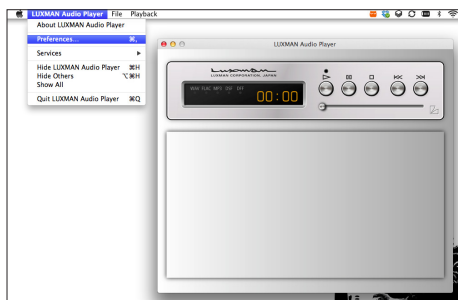 LUXMAN Audio Player File Playback
About LUXMAN Audio Player
Preferences... ⌘,
Services ▶
Hide LUXMAN Audio Player ⌘H
Hide Others ⌥⌘H
Show All
Quit LUXMAN Audio Player ⌘Q
LUXMAN Audio Player
Luxman
LUXMAN CORPORATION, JAPAN
WAV FLAC MP3 DSF DFF
00:00